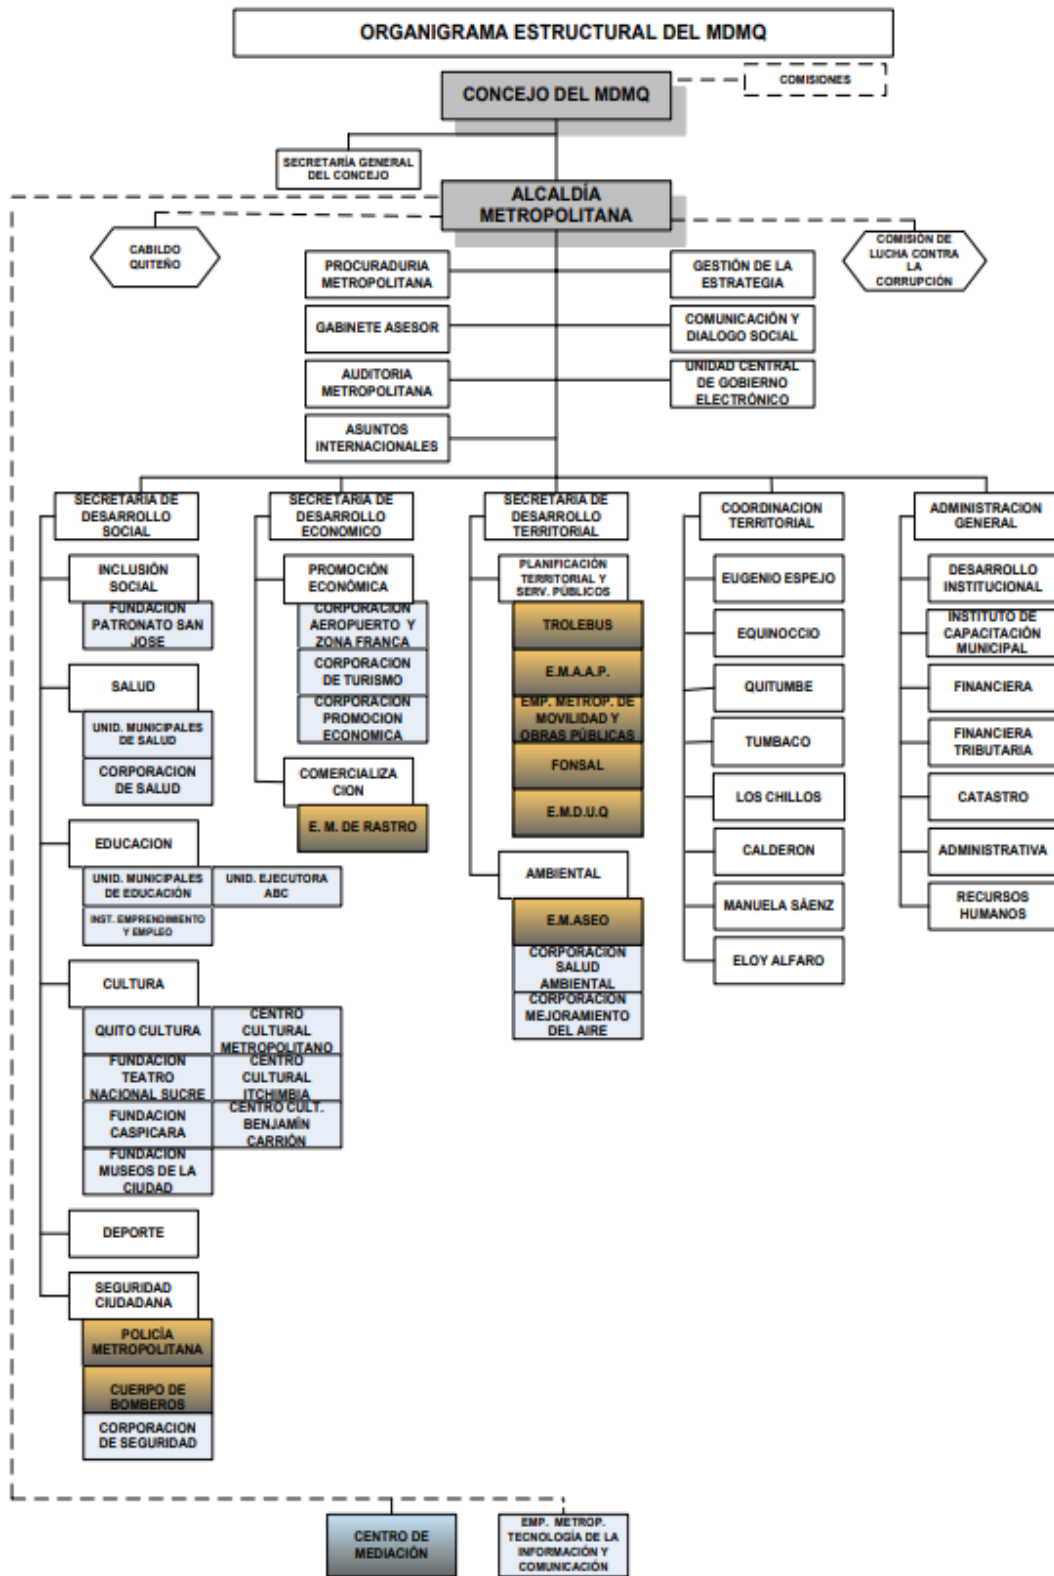 ORGANIGRAMA ESTRUCTURAL DEL MDMQ
CONCEJO DEL MDMQ
COMISIONES
SECRETARÍA GENERAL
DEL CONCEJO
ALCALDÍA
METROPOLITANA
CABILDO
QUITEÑO
COMISIÓN DE
LUCHA CONTRA
LA
CORRUPCIÓN
PROCURADURIA
METROPOLITANA
GESTIÓN DE LA
ESTRATEGIA
GABINETE ASESOR
COMUNICACIÓN Y
DIALOGO SOCIAL
AUDITORIA
METROPOLITANA
UNIDAD CENTRAL
DE GOBIERNO
ELECTRÓNICO
ASUNTOS
INTERNACIONALES
SECRETARIA DE
DESARROLLO
SOCIAL
INCLUSIÓN
SOCIAL
FUNDACION
PATRONATO SAN
JOSE
SALUD
UNID. MUNICIPALES
DE SALUD
CORPORACION
DE SALUD
EDUCACION
UNID. MUNICIPALES
DE EDUCACIÓN
UNID. EJECUTORA
ABC
INST. EMPRENDIMIENTO
Y EMPLEO
CULTURA
QUITO CULTURA
CENTRO
CULTURAL
METROPOLITANO
FUNDACION
TEATRO
NACIONAL SUCRE
CENTRO
CULTURAL
ITCHIMBIA
FUNDACION
CASPICARA
CENTRO CULT.
BENJAMÍN
CARRIÓN
FUNDACION
MUSEOS DE LA
CIUDAD
DEPORTE
SEGURIDAD
CIUDADANA
POLICÍA
METROPOLITANA
CUERPO DE
BOMBEROS
CORPORACION
DE SEGURIDAD
SECRETARIA DE
DESARROLLO
ECONOMICO
PROMOCIÓN
ECONÓMICA
CORPORACION
AEROPUERTO Y
ZONA FRANCA
CORPORACION
DE TURISMO
CORPORACION
PROMOCION
ECONOMICA
COMERCIALIZA
CION
E. M. DE RASTRO
SECRETARIA DE
DESARROLLO
TERRITORIAL
PLANIFICACIÓN
TERRITORIAL Y
SERV. PÚBLICOS
TROLEBUS
E.M.A.A.P.
EMP. METROP. DE
MOVILIDAD Y
OBRAS PÚBLICAS
FONSAL
E.M.D.U.Q
AMBIENTAL
E.M.ASEO
CORPORACION
SALUD
AMBIENTAL
CORPORACION
MEJORAMIENTO
DEL AIRE
COORDINACION
TERRITORIAL
EUGENIO ESPEJO
EQUINOCCIO
QUITUMBE
TUMBACO
LOS CHILLOS
CALDERON
MANUELA SÁENZ
ELOY ALFARO
ADMINISTRACION
GENERAL
DESARROLLO
INSTITUCIONAL
INSTITUTO DE
CAPACITACIÓN
MUNICIPAL
FINANCIERA
FINANCIERA
TRIBUTARIA
CATASTRO
ADMINISTRATIVA
RECURSOS
HUMANOS
CENTRO DE
MEDIACIÓN
EMP. METROP.
TECNOLOGÍA DE LA
INFORMACIÓN Y
COMUNICACIÓN